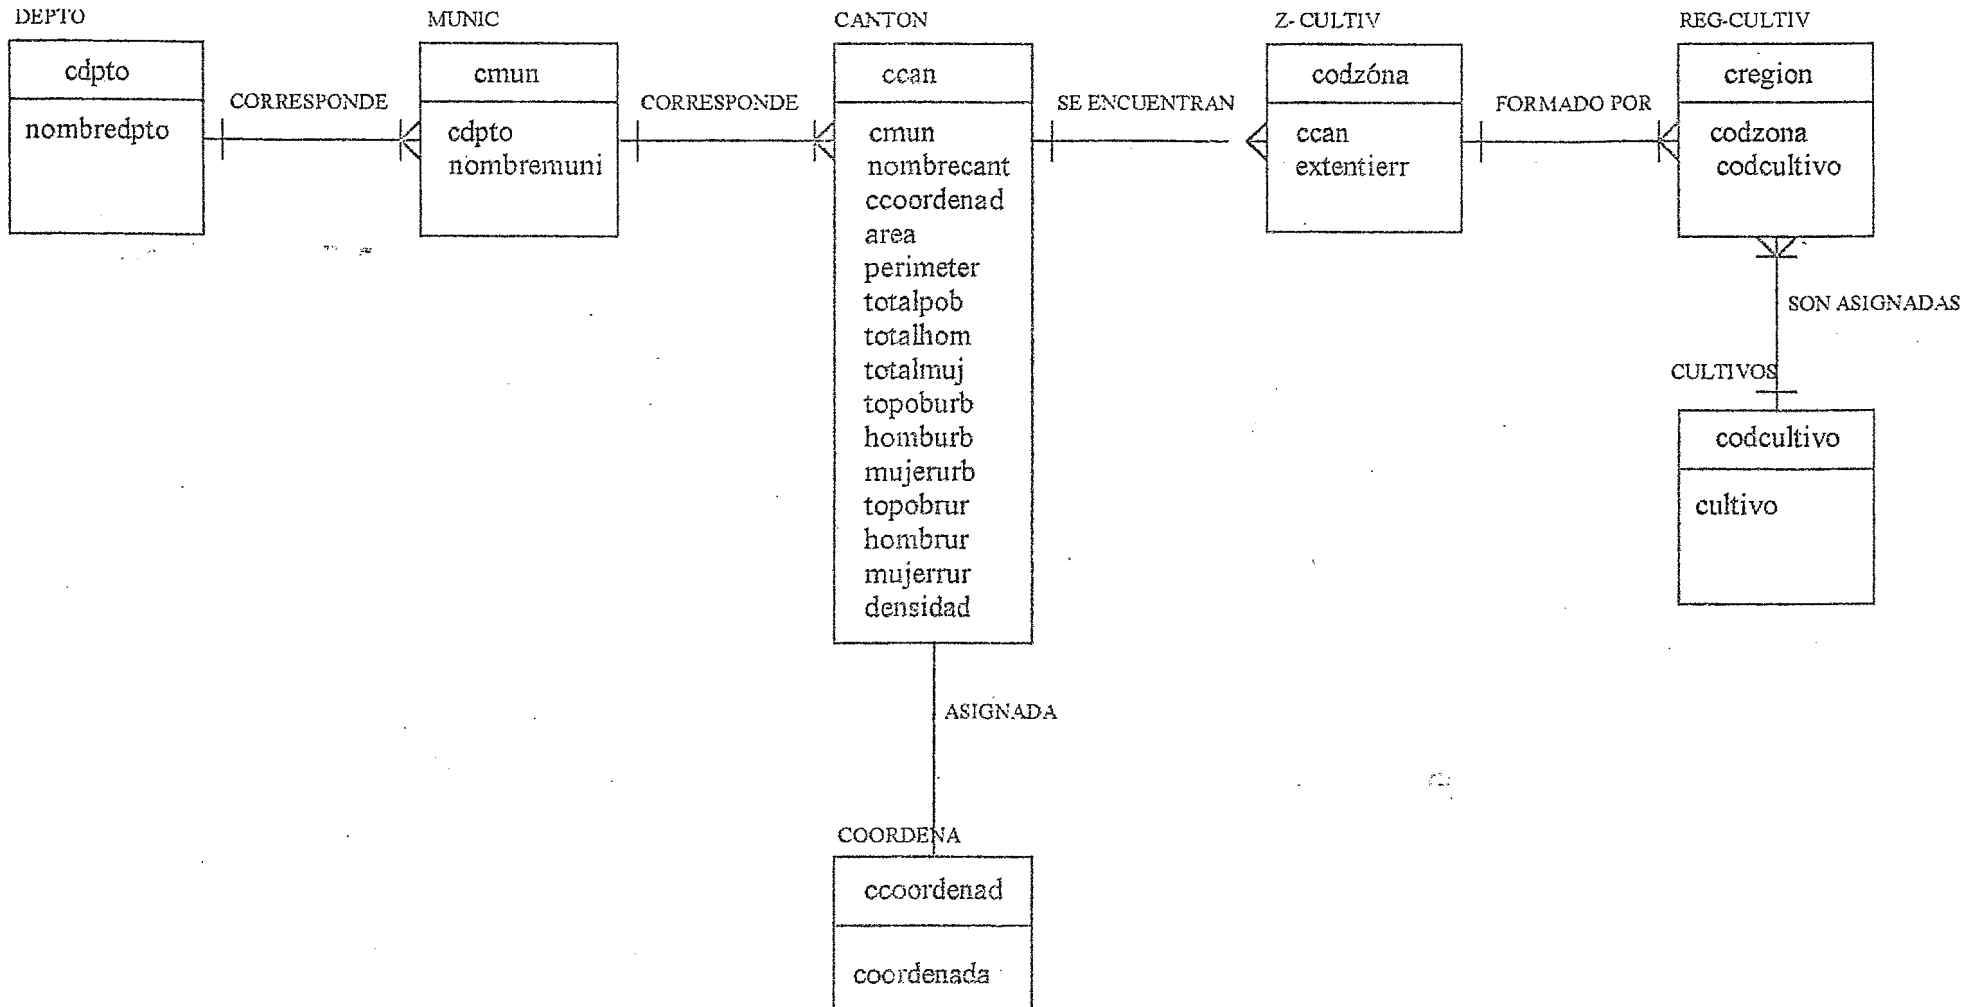 DEPTO
cdpto
nombredpto
CORRESPONDE
MUNIC
cmun
cdpto
nombremuni
CORRESPONDE
CANTON
ccan
cmun
nombrecant
ccoordenad
area
perimeter
totalpob
totalhom
totalmuj
topoburb
homburb
mujerurb
topobrur
hombrur
mujerrur
densidad
SE ENCUENTRAN
Z- CULTIV
codzóna
ccan
extentierr
FORMADO POR
REG-CULTIV
cregion
codzona
codcultivo
SON ASIGNADAS
CULTIVOS
codcultivo
cultivo
ASIGNADA
COORDENA
ccoordenad
coordenada